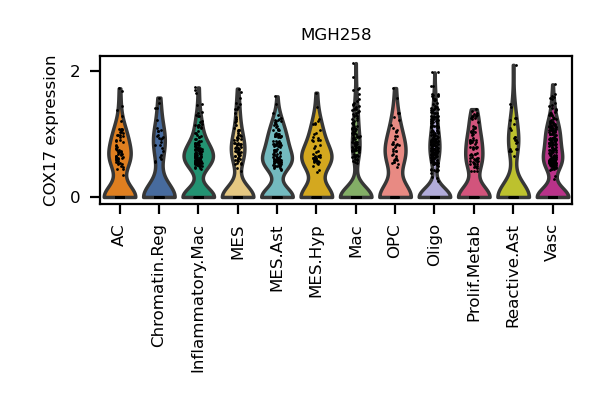 MGH258
COX17 expression
2
0
AC
Chromatin.Reg
Inflammatory.Mac
MES
MES.Ast
MES.Hyp
Mac
OPC
Oligo
Prolif.Metab
Reactive.Ast
Vasc